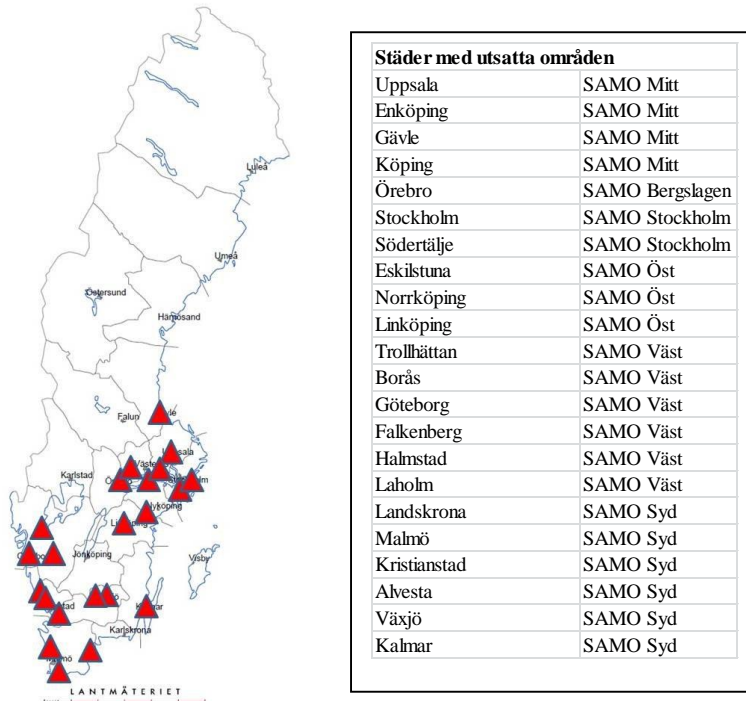 Luleå
Umeå
Östersund
Härnösand
Falun
Karlstad
Jönköping
Visby
Karlskrona
LANTMÄTERIET
Städer med utsatta områden
Uppsala SAMO Mitt
Enköping SAMO Mitt
Gävle SAMO Mitt
Köping SAMO Mitt
Örebro SAMO Bergslagen
Stockholm SAMO Stockholm
Södertälje SAMO Stockholm
Eskilstuna SAMO Öst
Norrköping SAMO Öst
Linköping SAMO Öst
Trollhättan SAMO Väst
Borås SAMO Väst
Göteborg SAMO Väst
Falkenberg SAMO Väst
Halmstad SAMO Väst
Laholm SAMO Väst
Landskrona SAMO Syd
Malmö SAMO Syd
Kristianstad SAMO Syd
Alvesta SAMO Syd
Växjö SAMO Syd
Kalmar SAMO Syd